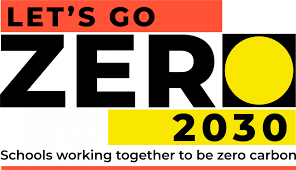 LET'S GO
ZERO
2030
Schools working together to be zero carbon